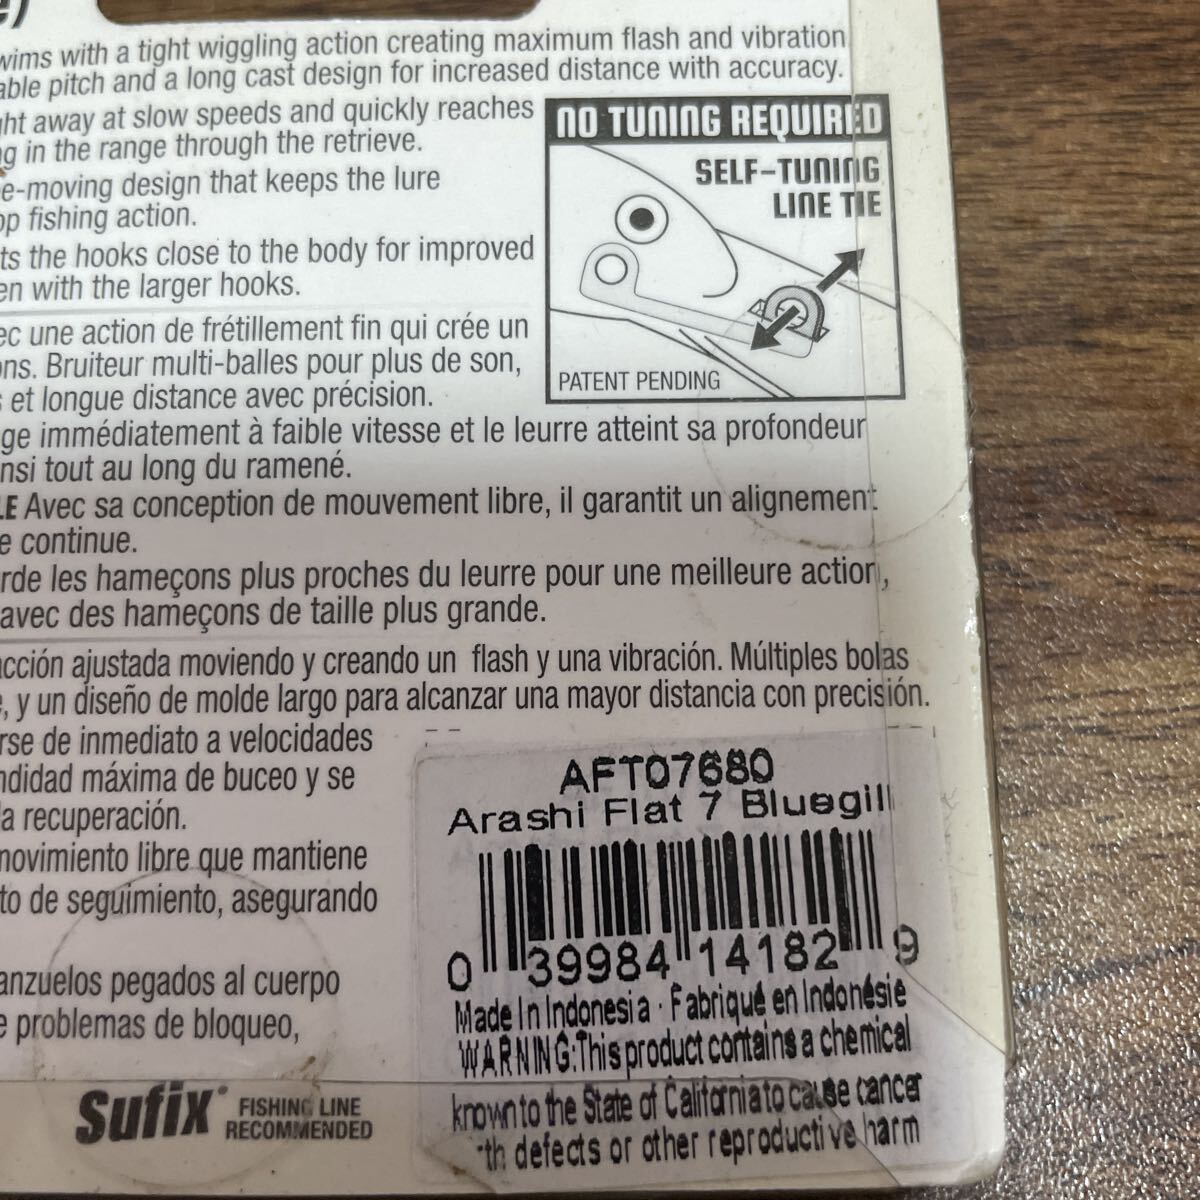 swims with a tight wiggling action creating maximum flash and vibration
pitch and a long cast design for increased distance with accuracy.
away at slow speeds and quickly reaches
in the range through the retrieve.
e-moving design that keeps the lure
fishing action.
ts the hooks close to the body for improved
en with the larger hooks.
NO TUNING REQUIRED
SELF-TUNING
LINE TIE
PATENT PENDING
ec une action de frétillement fin qui crée un
ons. Bruiteur multi-balles pour plus de son,
s et longue distance avec précision.
ge immédiatement à faible vitesse et le leurre atteint sa profondeur
insi tout au long du ramené.
LE Avec sa conception de mouvement libre, il garantit un alignement
e continue.
rde les hameçons plus proches du leurre pour une meilleure action,
avec des hameçons de taille plus grande.
acción ajustada moviendo y creando un flash y una vibración. Múltiples bolas
e, y un diseño de molde largo para alcanzar una mayor distancia con precisión.
rse de inmediato a velocidades
ndidad máxima de buceo y se
la recuperación.
movimiento libre que mantiene
to de seguimiento, asegurando
anzuelos pegados al cuerpo
e problemas de bloqueo,
Sufix FISHING LINE
RECOMMENDED
AFT07680
Arashi Flat 7 Bluegill
0 39984 14182 9
Made In Indonesia · Fabriqué en Indonésie
WARNING:This product contains a chemical
known to the State of California to cause cancer
th defects or other reproductive harm